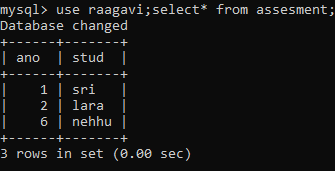 mysql> use raagavi;select* from assesment;
Database changed
+------+-------+
| ano  | stud  |
+------+-------+
|    1 | sri   |
|    2 | lara  |
|    6 | nehhu |
+------+-------+
3 rows in set (0.00 sec)